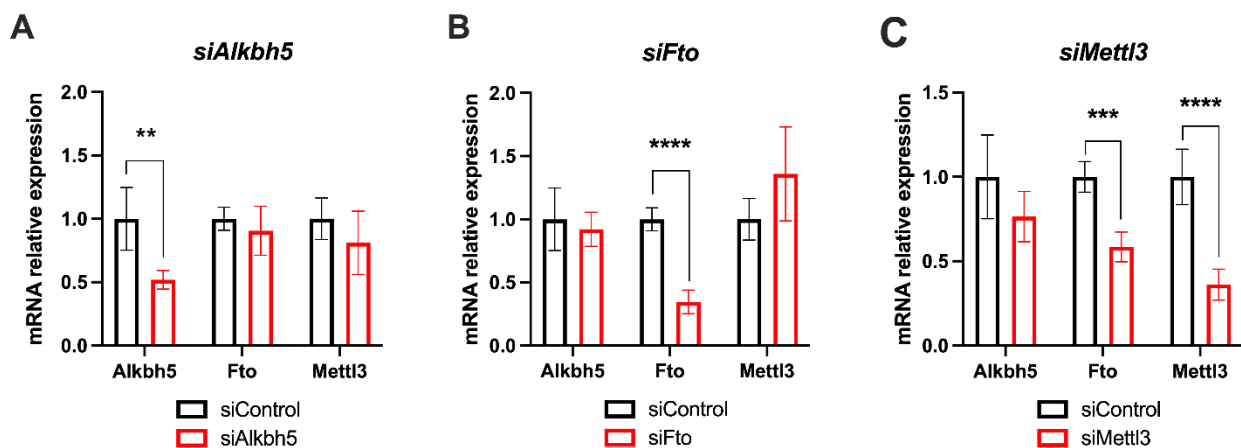 A
siAlkbh5
mRNA relative expression
2.0
1.5
1.0
0.5
0.0
**
Alkbh5 Fto Mettl3
siControl
siAlkbh5
B
siFto
mRNA relative expression
2.0
1.5
1.0
0.5
0.0
****
Alkbh5 Fto Mettl3
siControl
siFto
C
siMettl3
mRNA relative expression
1.5
1.0
0.5
0.0
***
****
Alkbh5 Fto Mettl3
siControl
siMettl3